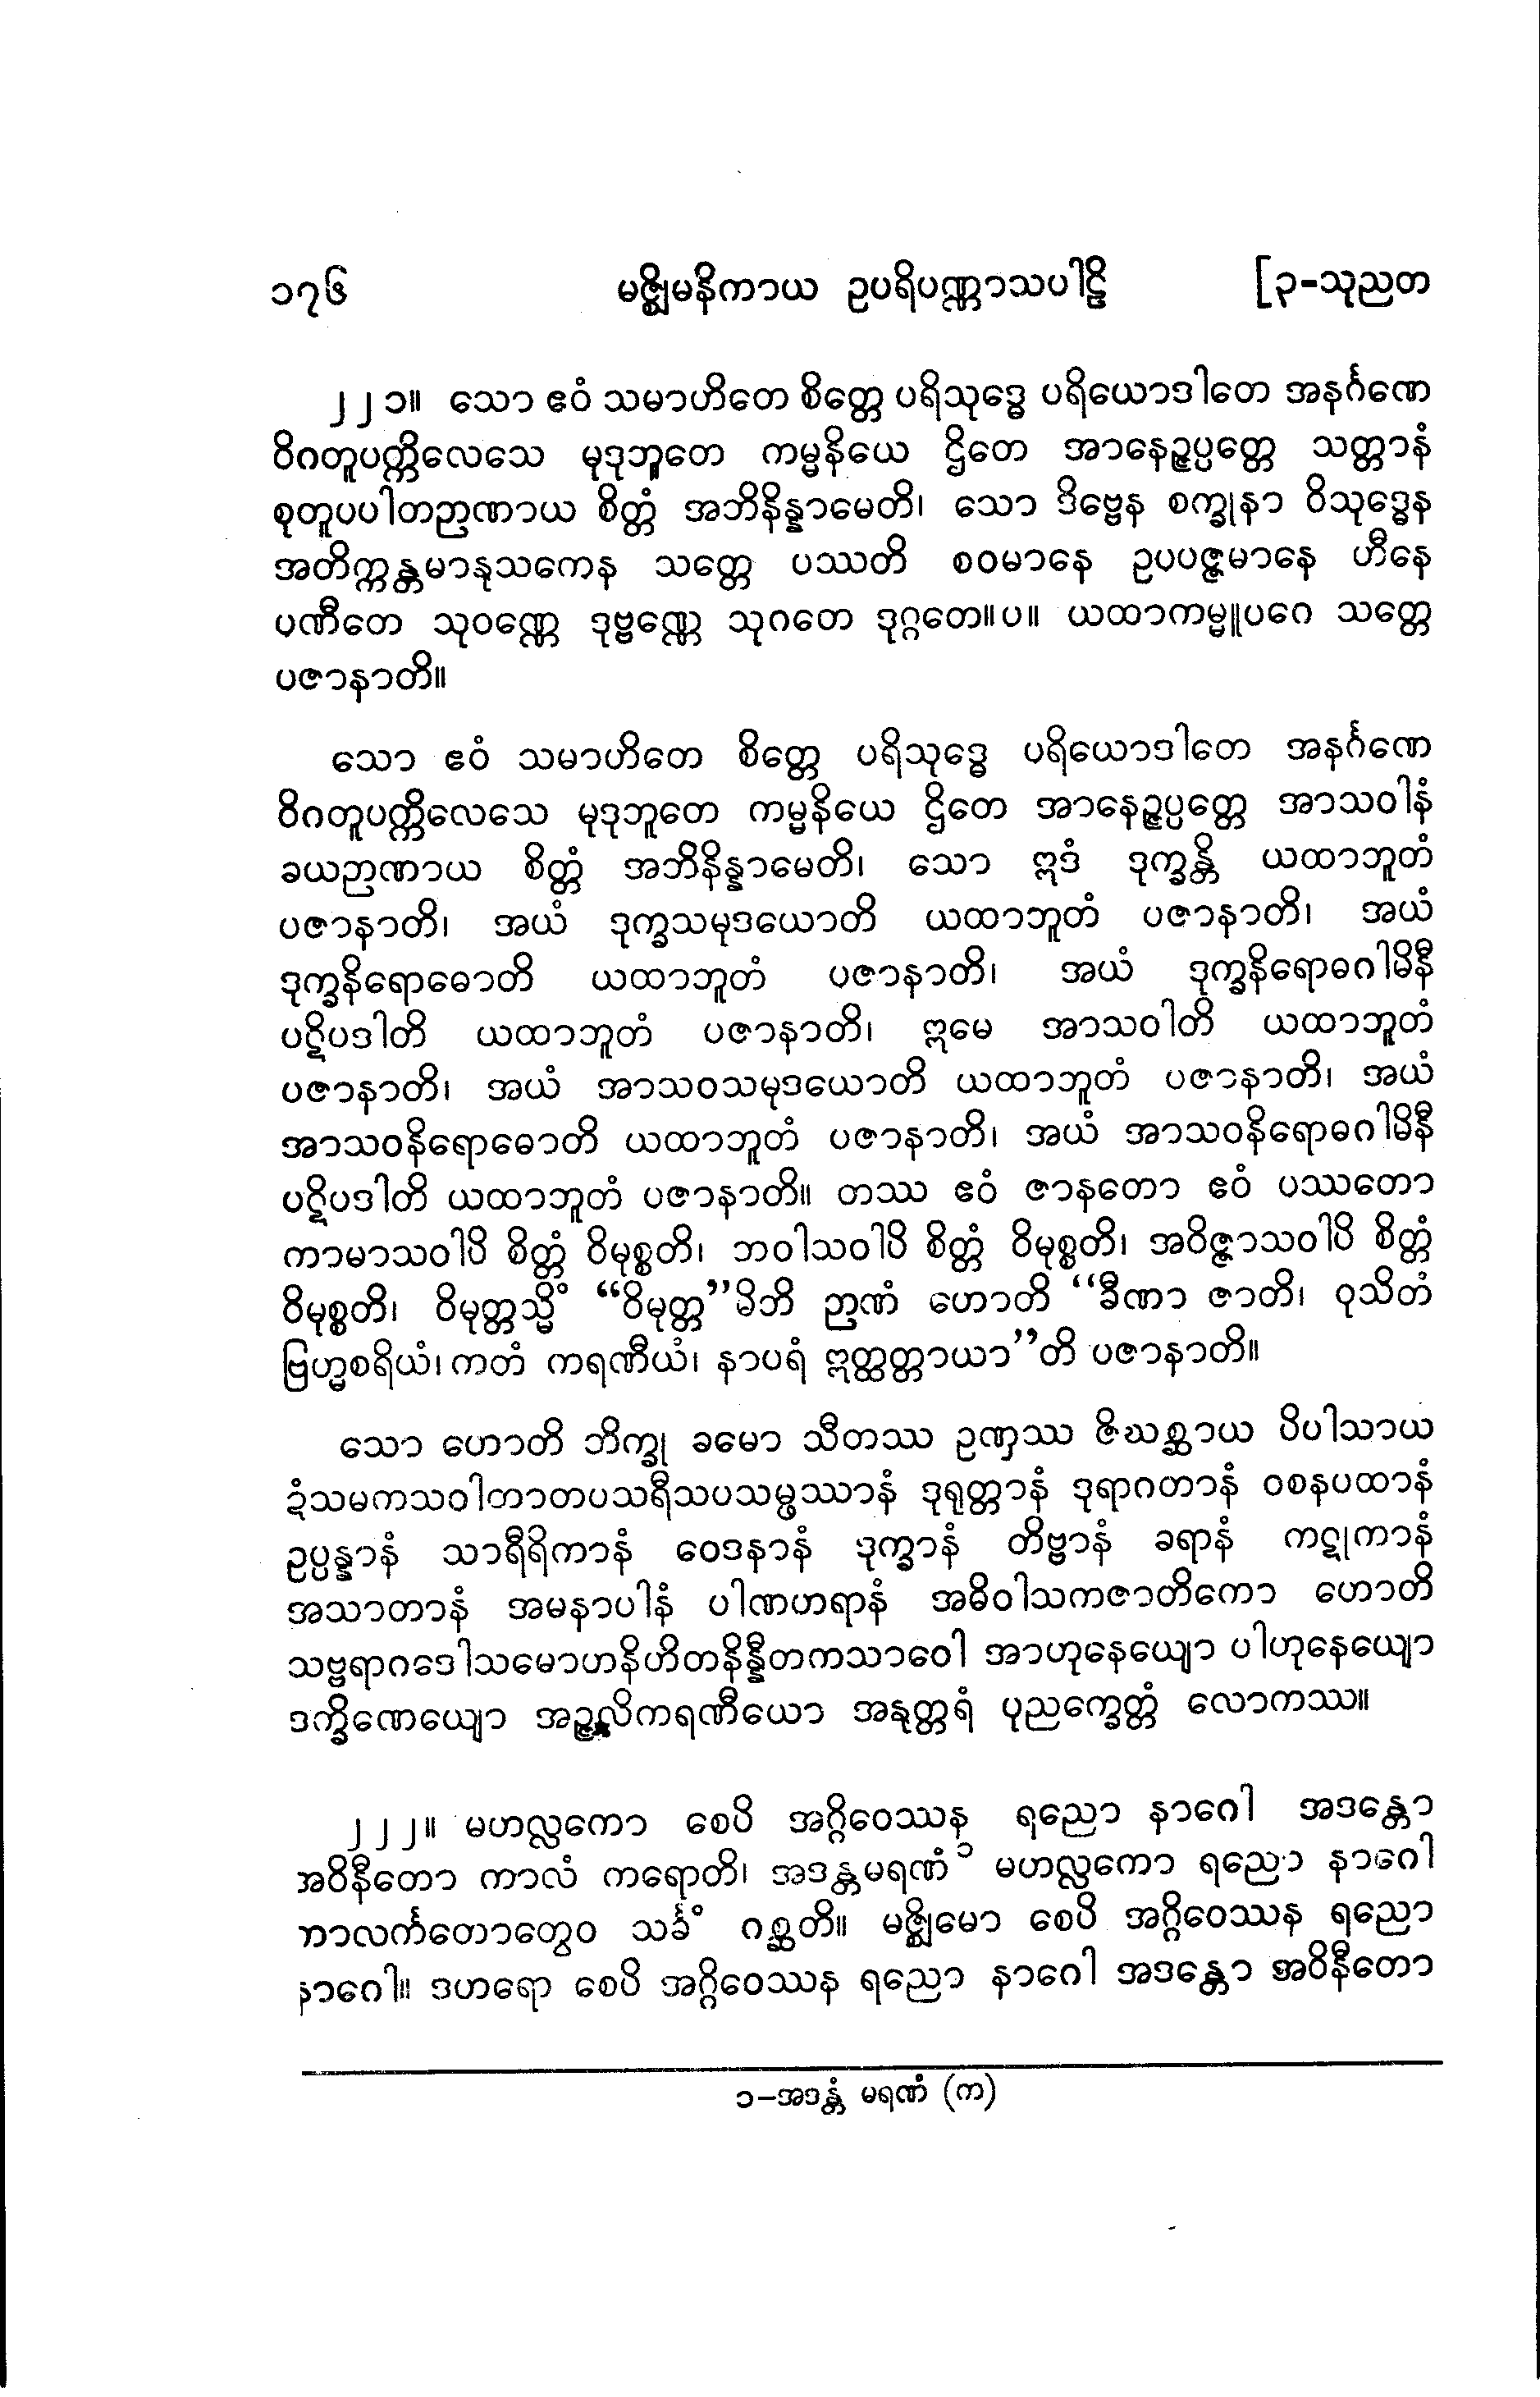 ၁၇၆ မဇ္ဈိမနိကာယ ဥပရိပဏ္ဏာသပါဠိ [၃-သုညတ
၂၂၁။ သော ဧဝံ သမာဟိတေ စိတ္တေ ပရိသုဒ္ဓေ ပရိယောဒါတေ အနင်္ဂဏေ
ဝိဂတူပက္ကိလေသေ မုဒုဘူတေ ကမ္မနိယေ ဌိတေ အာနေဉ္ဇပ္ပတ္တေ သတ္တာနံ
စုတူပပါတဉာဏာယ စိတ္တံ အဘိနိန္နာမေတိ၊ သော ဒိဗ္ဗေန စက္ခုနာ ဝိသုဒ္ဓေန
အတိက္ကန္တမာနုသကေန သတ္တေ ပဿတိ စဝမာနေ ဥပပဇ္ဇမာနေ ဟီနေ
ပဏီတေ သုဝဏ္ဏေ ဒုဗ္ဗဏ္ဏေ သုဂတေ ဒုဂ္ဂတေ။ပ။ ယထာကမ္မူပဂေ သတ္တေ
ပဇာနာတိ။
သော ဧဝံ သမာဟိတေ စိတ္တေ ပရိသုဒ္ဓေ ပရိယောဒါတေ အနင်္ဂဏေ
ဝိဂတူပက္ကိလေသေ မုဒုဘူတေ ကမ္မနိယေ ဌိတေ အာနေဉ္ဇပ္ပတ္တေ အာသဝါနံ
ခယဉာဏာယ စိတ္တံ အဘိနိန္နာမေတိ၊ သော ဣဒံ ဒုက္ခန္တိ ယထာဘူတံ
ပဇာနာတိ၊ အယံ ဒုက္ခသမုဒယောတိ ယထာဘူတံ ပဇာနာတိ၊ အယံ
ဒုက္ခနိရောဓောတိ ယထာဘူတံ ပဇာနာတိ၊ အယံ ဒုက္ခနိရောဓဂါမိနီ
ပဋိပဒါတိ ယထာဘူတံ ပဇာနာတိ၊ ဣမေ အာသဝါတိ ယထာဘူတံ
ပဇာနာတိ၊ အယံ အာသဝသမုဒယောတိ ယထာဘူတံ ပဇာနာတိ၊ အယံ
အာသဝနိရောဓောတိ ယထာဘူတံ ပဇာနာတိ၊ အယံ အာသဝနိရောဓဂါမိနီ
ပဋိပဒါတိ ယထာဘူတံ ပဇာနာတိ။ တဿ ဧဝံ ဇာနတော ဧဝံ ပဿတော
ကာမာသဝါပိ စိတ္တံ ဝိမုစ္စတိ၊ ဘဝါသဝါပိ စိတ္တံ ဝိမုစ္စတိ၊ အဝိဇ္ဇာသဝါပိ စိတ္တံ
ဝိမုစ္စတိ၊ ဝိမုတ္တသ္မိံ “ဝိမုတ္တ”မိတိ ဉာဏံ ဟောတိ “ခီဏာ ဇာတိ၊ ဝုသိတံ
ဗြဟ္မစရိယံ၊ ကတံ ကရဏီယံ၊ နာပရံ ဣတ္ထတ္တာယာ”တိ ပဇာနာတိ။
သော ဟောတိ ဘိက္ခု ခမော သီတဿ ဥဏှဿ ဇိဃစ္ဆာယ ပိပါသာယ
ဍံသမကသဝါတာတပသရီသပသမ္ဖဿာနံ ဒုရုတ္တာနံ ဒုရာဂတာနံ ဝစနပထာနံ
ဥပ္ပန္နာနံ သာရီရိကာနံ ဝေဒနာနံ ဒုက္ခာနံ တိဗ္ဗာနံ ခရာနံ ကဋုကာနံ
အသာတာနံ အမနာပါနံ ပါဏဟရာနံ အဓိဝါသကဇာတိကော ဟောတိ
သဗ္ဗရာဂဒေါသမောဟနိဟိတနိန္နီတကသာဝေါ အာဟုနေယျော ပါဟုနေယျော
ဒက္ခိဏေယျော အဉ္ဇလိကရဏီယော အနုတ္တရံ ပုညက္ခေတ္တံ လောကဿ။
၂၂၂။ မဟလ္လကော စေပိ အဂ္ဂိဝေဿန ရညော နာဂေါ အဒန္တော
အဝိနီတော ကာလံ ကရောတိ၊ အဒန္တမရဏံ ၁ မဟလ္လကော ရညော နာဂေါ
ကာလင်္ကတောတွေဝ သင်္ခံ ဂစ္ဆတိ။ မဇ္ဈိမော စေပိ အဂ္ဂိဝေဿန ရညော
နာဂေါ။ ဒဟရော စေပိ အဂ္ဂိဝေဿန ရညော နာဂေါ အဒန္တော အဝိနီတော
၁-အဒန္တံ မရဏံ (က)